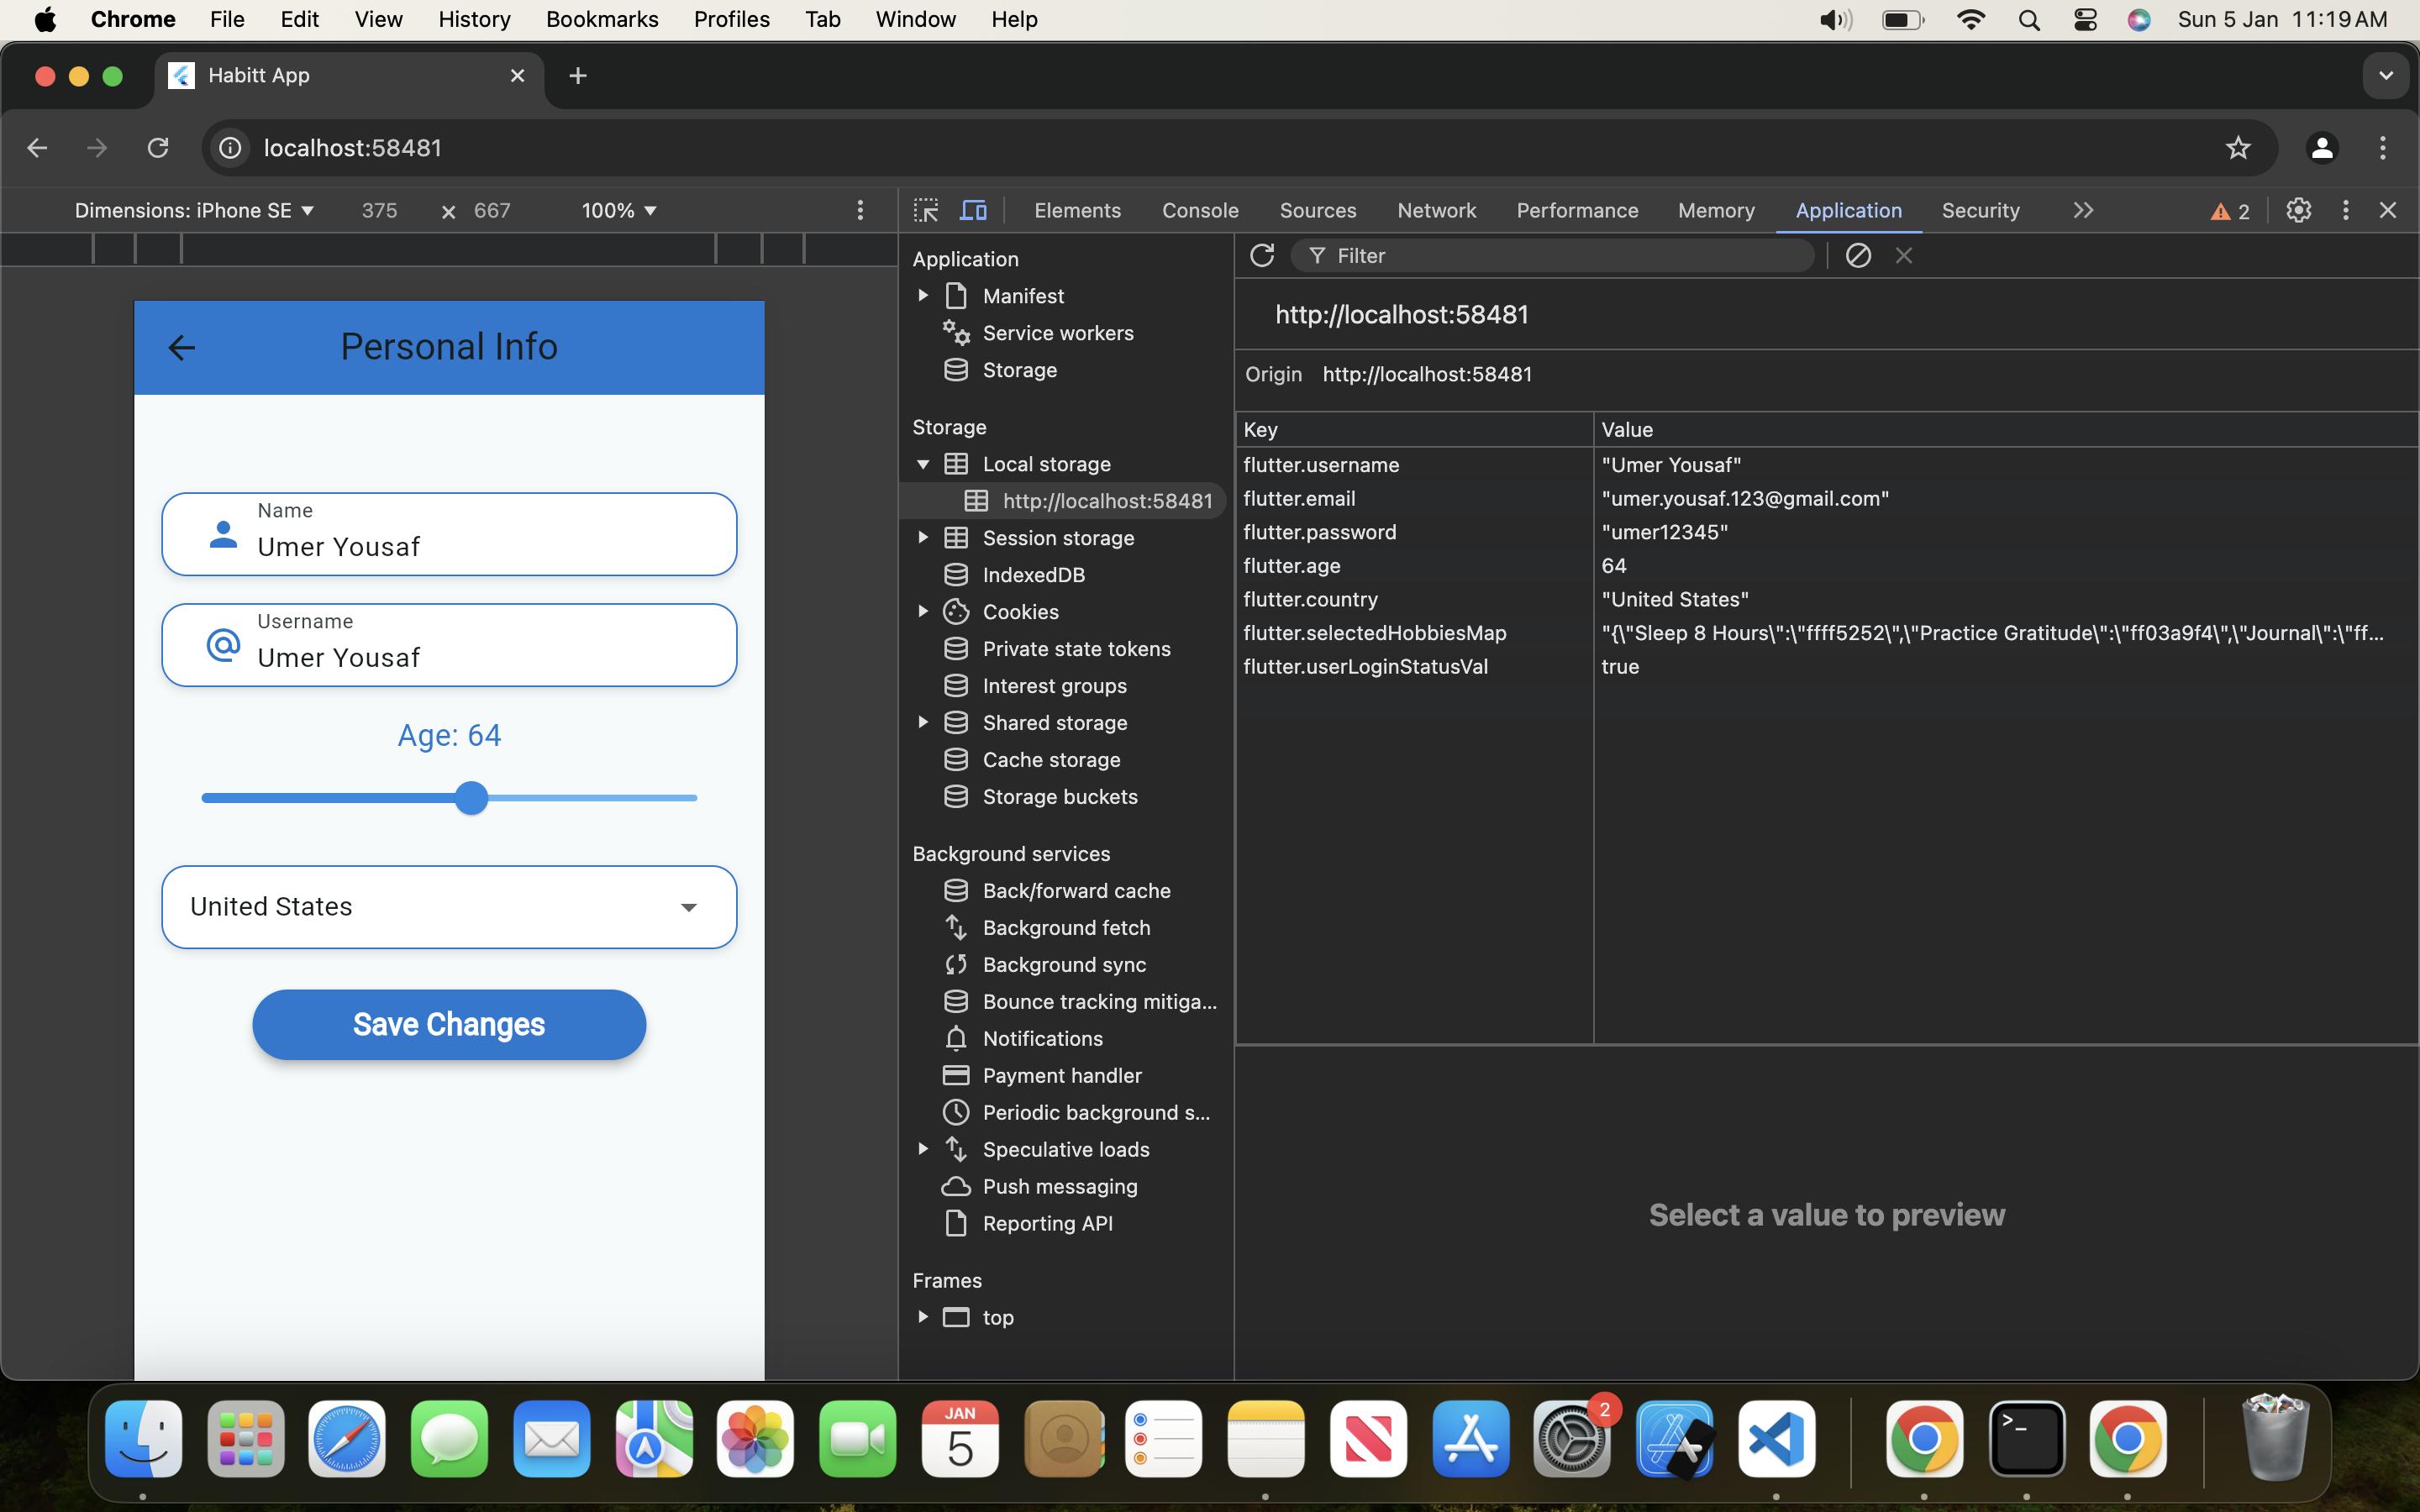 Chrome File Edit View History Bookmarks Profiles Tab Window Help Sun 5 Jan 11:19 AM
Habitt App
localhost:58481
Dimensions: iPhone SE 375 x 667 100%
Elements Console Sources Network Performance Memory Application Security 2
Personal Info
Name
Umer Yousaf
Username
Umer Yousaf
Age: 64
United States
Save Changes
Application
Manifest
Service workers
Storage
Storage
Local storage
http://localhost:58481
Session storage
IndexedDB
Cookies
Private state tokens
Interest groups
Shared storage
Cache storage
Storage buckets
Background services
Back/forward cache
Background fetch
Background sync
Bounce tracking mitiga...
Notifications
Payment handler
Periodic background s...
Speculative loads
Push messaging
Reporting API
Frames
top
Filter
http://localhost:58481
Origin http://localhost:58481
Key Value
flutter.username "Umer Yousaf"
flutter.email "umer.yousaf.123@gmail.com"
flutter.password "umer12345"
flutter.age 64
flutter.country "United States"
flutter.selectedHobbiesMap "{\"Sleep 8 Hours\":\"ffff5252\",\"Practice Gratitude\":\"ff03a9f4\",\"Journal\":\"ff...
flutter.userLoginStatusVal true
Select a value to preview
JAN
5
2
>_